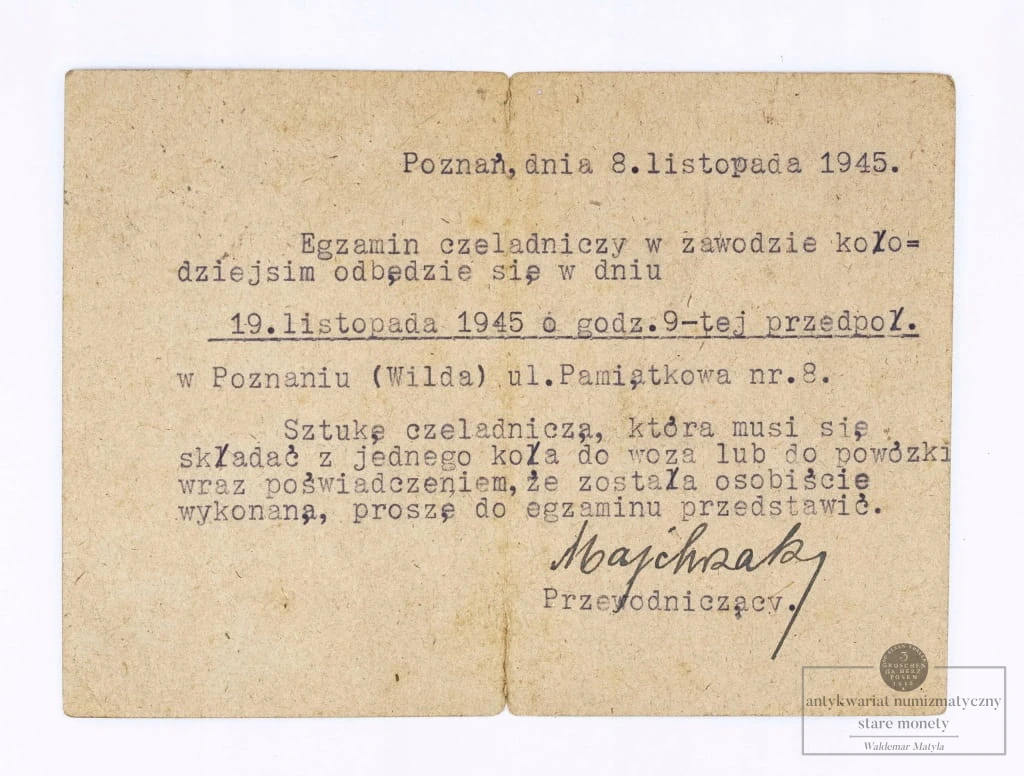 Poznań, dnia 8.listopada 1945.
Egzamin czeladniczy w zawodzie koło=
dziejsim odbędzie się w dniu
19.listopada 1945 o godz.9-tej przedpoł.
w Poznaniu (Wilda) ul.Pamiątkowa nr.8.
Sztukę czeladniczą, która musi się
składać z jednego koła do woza lub do powózki
wraz poświadczeniem, że została osobiście
wykonaną, proszę do egzaminu przedstawić.
Majchrzak
Przewodniczący.
3
GROSCHEN
POSEN
antykwariat numizmatyczny
stare monety
Waldemar Matyla